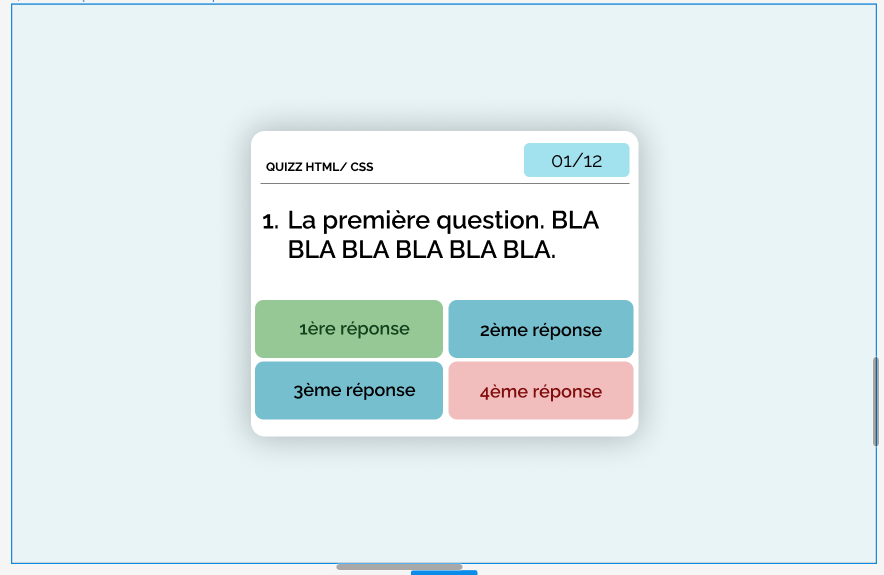 QUIZZ HTML/ CSS
01/12
1. La première question. BLA
BLA BLA BLA BLA BLA.
1ère réponse
2ème réponse
3ème réponse
4ème réponse